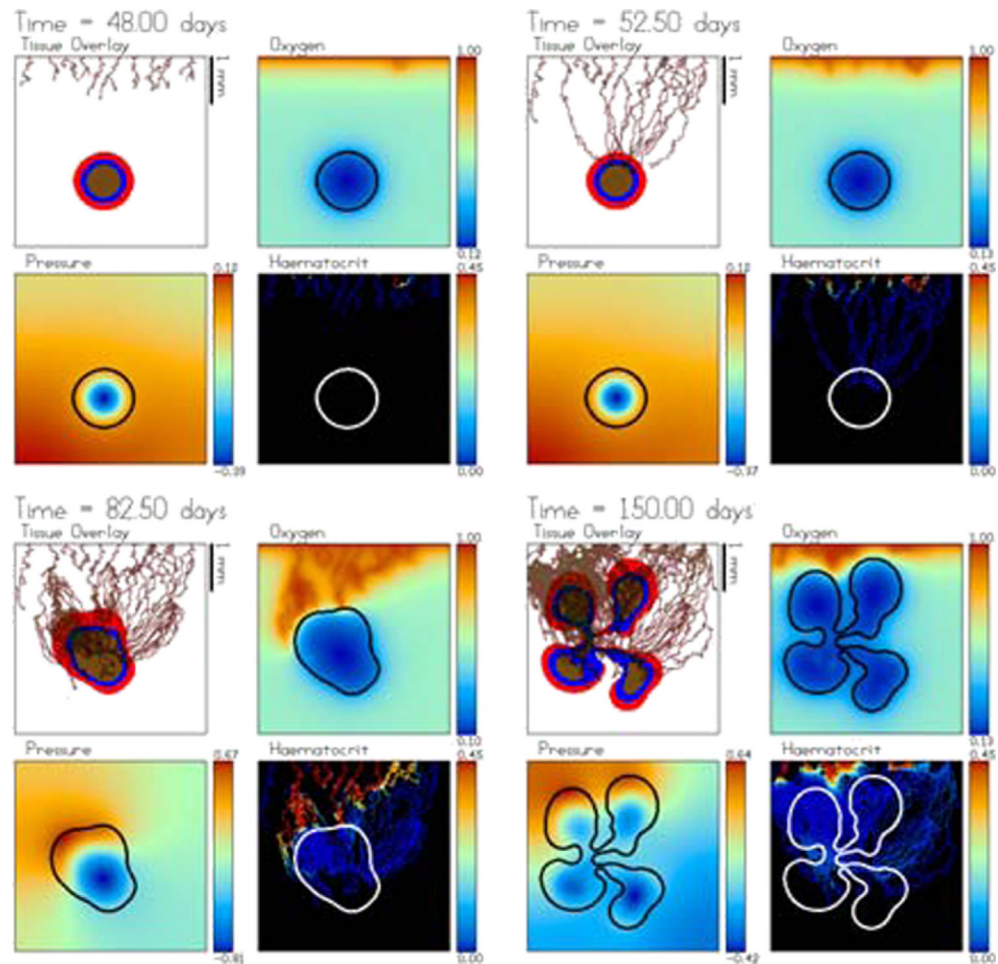 Time = 48.00 days
Tissue Overlay
1 mm
Oxygen
1.00
0.12
Pressure
0.12
-0.39
Haematocrit
0.45
0.00
Time = 52.50 days
Tissue Overlay
1 mm
Oxygen
1.00
0.13
Pressure
0.12
-0.37
Haematocrit
0.45
0.00
Time = 82.50 days
Tissue Overlay
1 mm
Oxygen
1.00
0.10
Pressure
0.67
-0.81
Haematocrit
0.45
0.00
Time = 150.00 days
Tissue Overlay
1 mm
Oxygen
1.00
0.13
Pressure
0.64
-0.42
Haematocrit
0.45
0.00